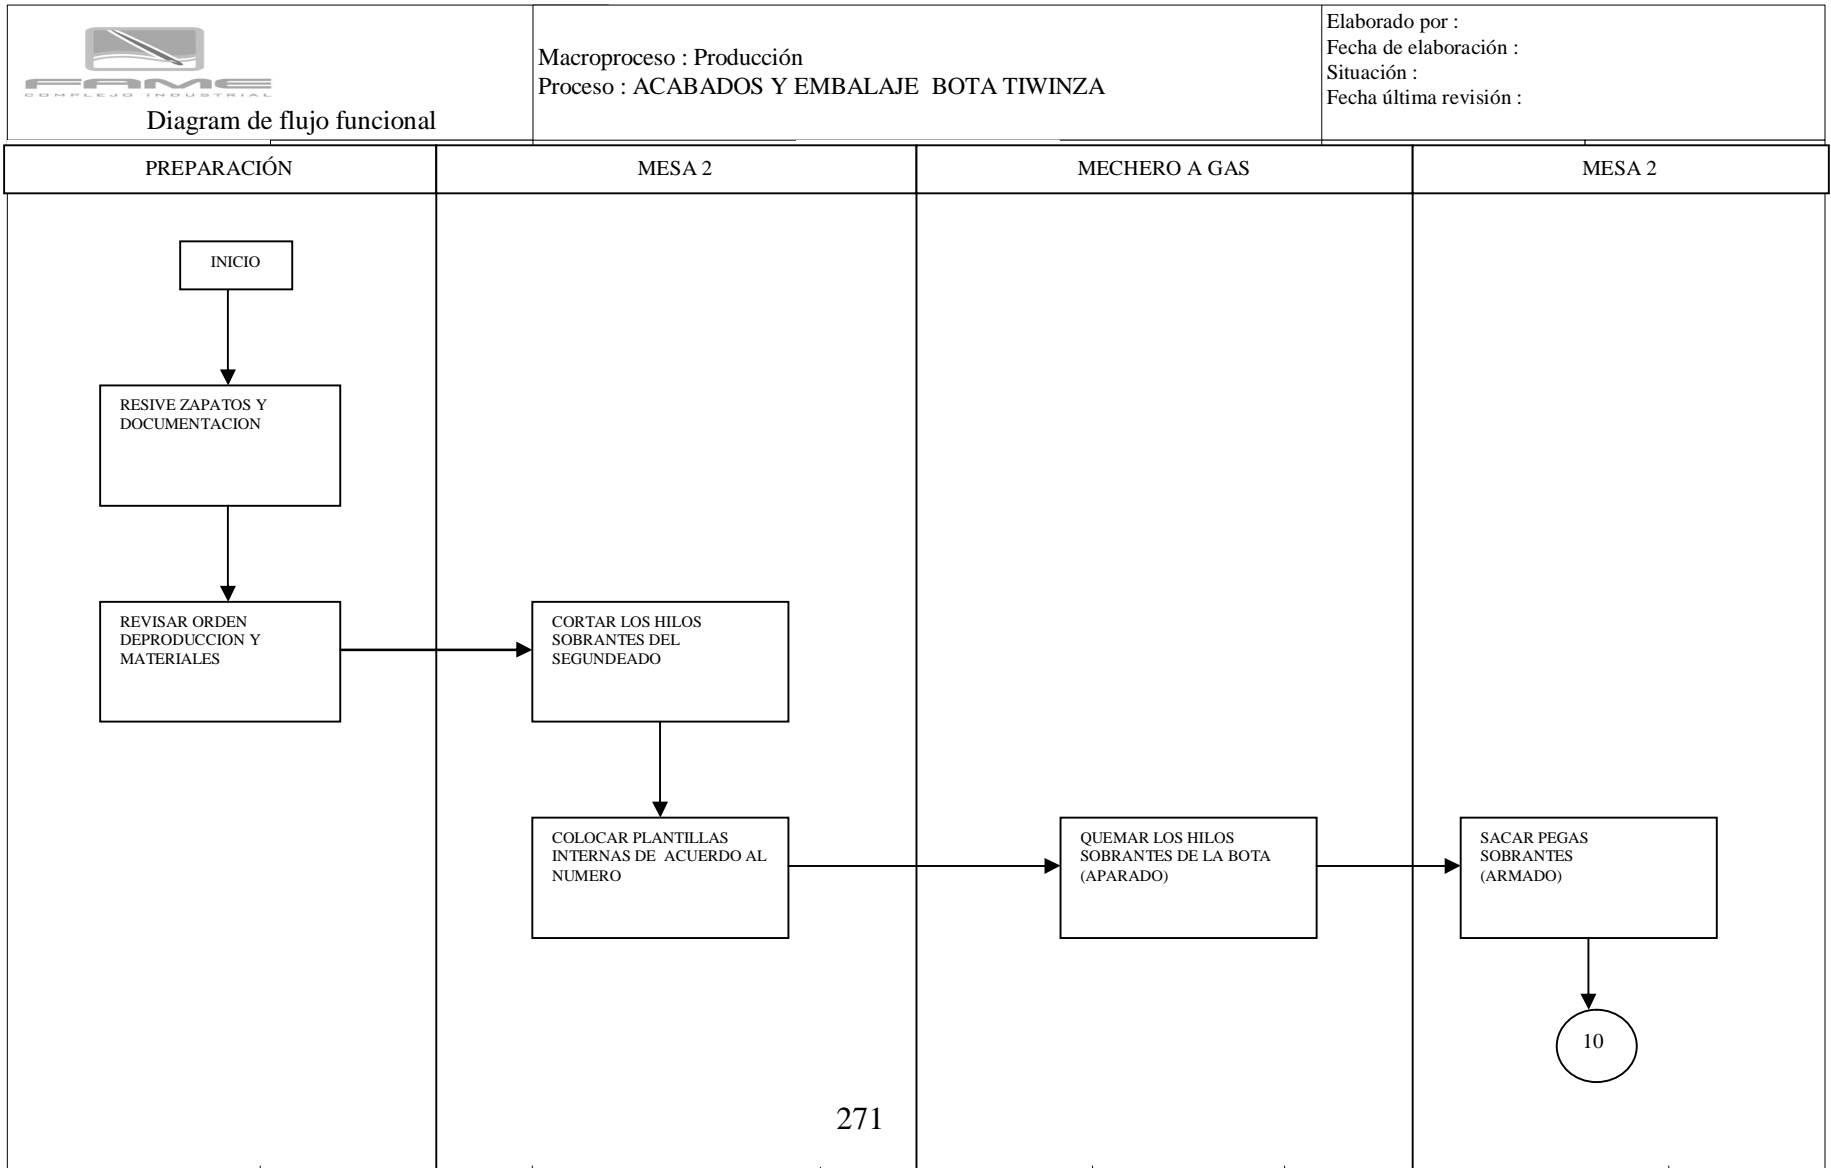 FAME
COMPLEJO INDUSTRIAL
Diagram de flujo funcional
Macroproceso : Producción
Proceso : ACABADOS Y EMBALAJE  BOTA TIWINZA
Elaborado por :
Fecha de elaboración :
Situación :
Fecha última revisión :
PREPARACIÓN
MESA 2
MECHERO A GAS
MESA 2
INICIO
RESIVE ZAPATOS Y
DOCUMENTACION
REVISAR ORDEN
DEPRODUCCION Y
MATERIALES
CORTAR LOS HILOS
SOBRANTES DEL
SEGUNDEADO
COLOCAR PLANTILLAS
INTERNAS DE  ACUERDO AL
NUMERO
QUEMAR LOS HILOS
SOBRANTES DE LA BOTA
(APARADO)
SACAR PEGAS
SOBRANTES
(ARMADO)
10
271